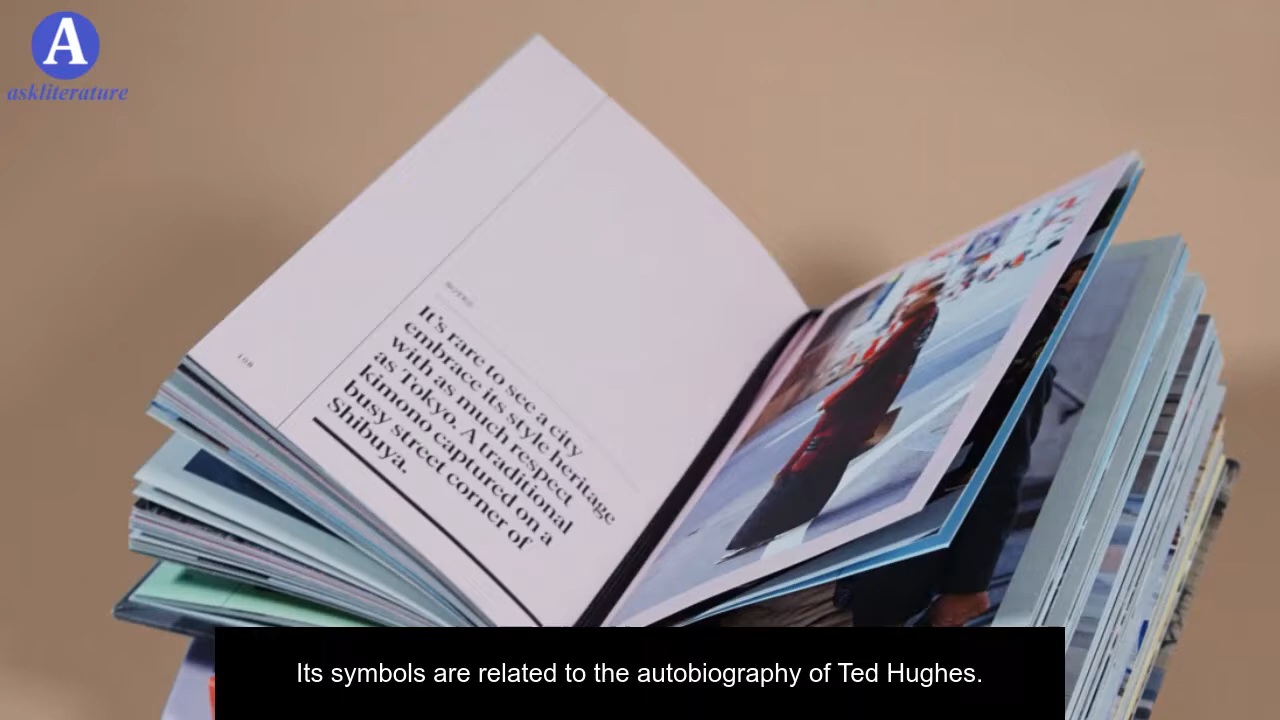 A
askliterature
It's rare to see a city
embrace its style heritage
with as much respect
as Tokyo. A traditional
kimono captured on a
busy street corner of
Shibuya.
108
Its symbols are related to the autobiography of Ted Hughes.